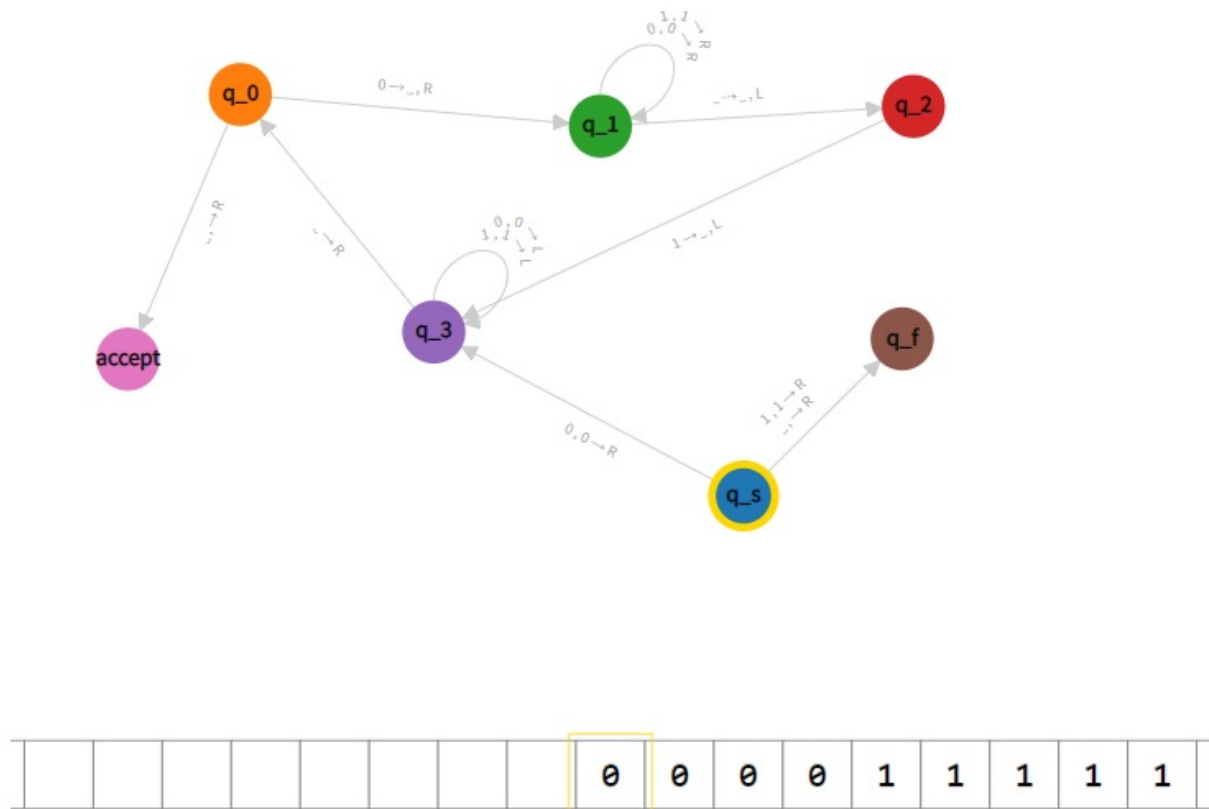 1,1→R
0,0→R
q_0
0→_,R
q_1
_→_,L
q_2
_,→R
_→R
0,0→L
1,1→L
1→_,L
accept
q_3
q_f
0,0→R
1,1→R
_,→R
q_s
0 0 0 0 1 1 1 1 1